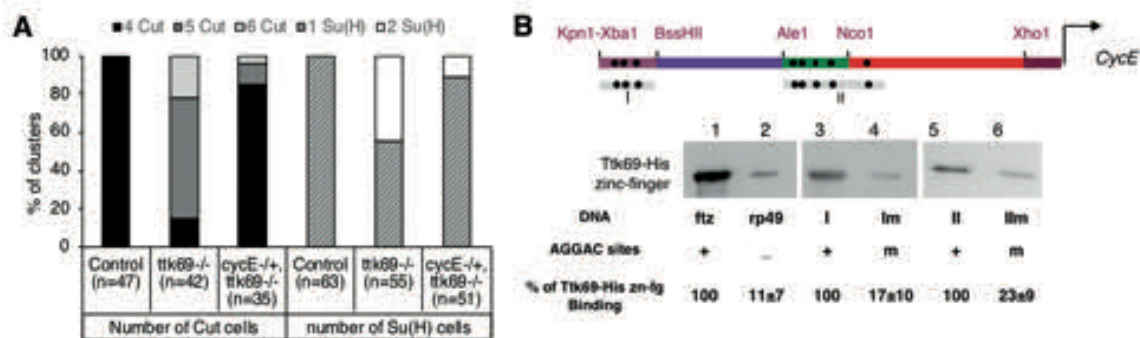 A
4 Cut 5 Cut 6 Cut 1 Su(H) 2 Su(H)
% of clusters
100
80
60
40
20
0
Control ttk69-/- cycE-/+, Control ttk69-/- cycE-/+,
(n=47) (n=42) ttk69-/- (n=63) (n=55) ttk69-/-
(n=35) (n=51)
Number of Cut cells number of Su(H) cells
B
Kpn1-Xba1 BssHII Ale1 Nco1 Xho1
CycE
I II
1 2 3 4 5 6
Ttk69-His
zinc-finger
DNA ftz rp49 I Im II IIm
AGGAC sites + - + m + m
% of Ttk69-His zn-fg
Binding
100 11±7 100 17±10 100 23±9